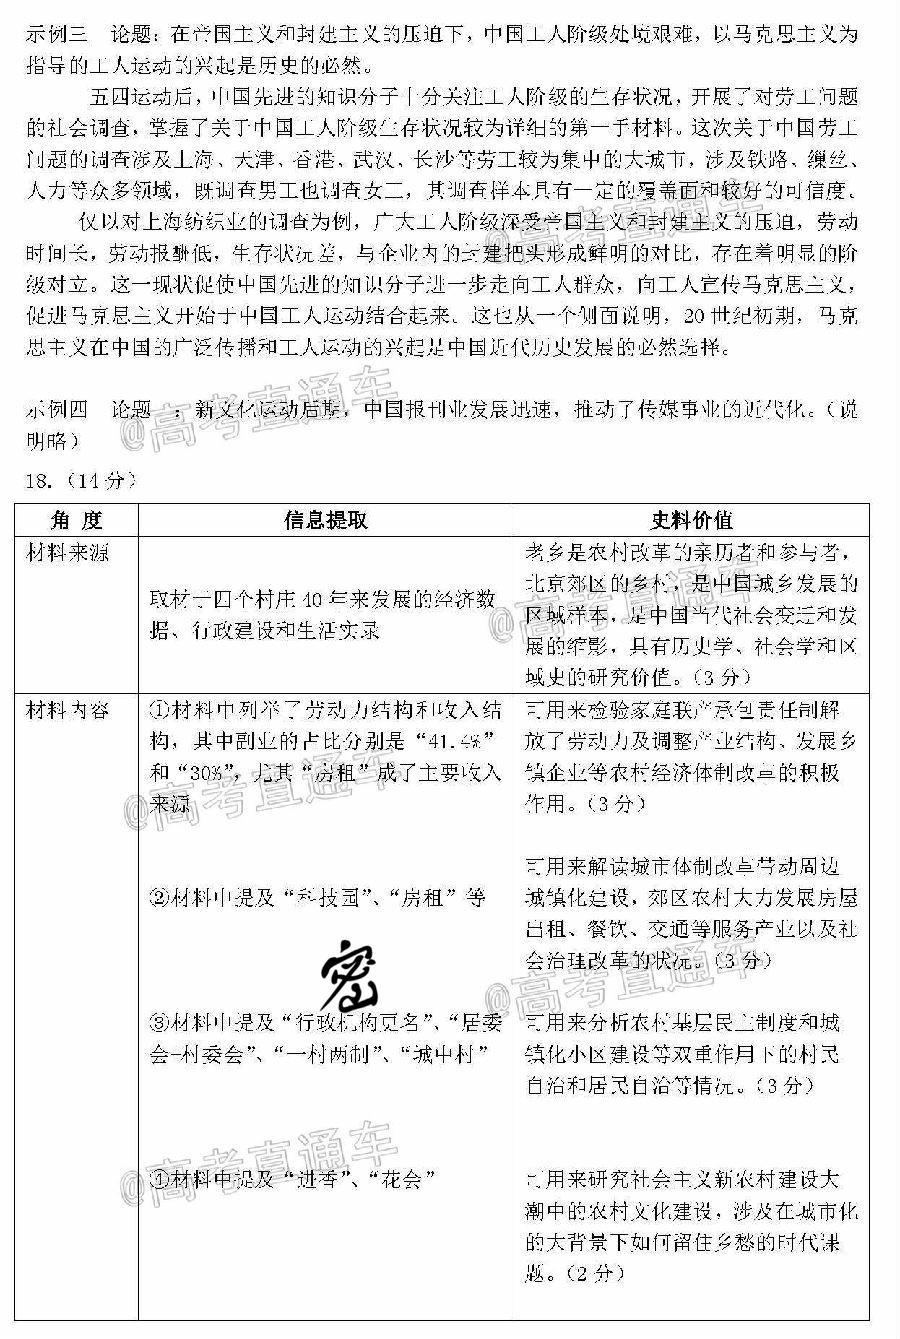 示例三 论题：在帝国主义和封建主义的压迫下，中国工人阶级处境艰难，以马克思主义为
指导的工人运动的兴起是历史的必然。
五四运动后，中国先进的知识分子十分关注工人阶级的生存状况，开展了对劳工问题
的社会调查，掌握了关于中国工人阶级生存状况较为详细的第一手材料。这次关于中国劳工
问题的调查涉及上海、天津、香港、武汉、长沙等劳工较为集中的大城市，涉及铁路、缫丝、
人力等众多领域，既调查男工也调查女工，其调查样本具有一定的覆盖面和较好的可信度。
仅以对上海纺织业的调查为例，广大工人阶级深受帝国主义和封建主义的压迫，劳动
时间长，劳动报酬低，生存状况差，与企业内的封建把头形成鲜明的对比，存在着明显的阶
级对立。这一现状促使中国先进的知识分子进一步走向工人群众，向工人宣传马克思主义，
促进马克思主义开始于中国工人运动结合起来。这也从一个侧面说明，20 世纪初期，马克
思主义在中国的广泛传播和工人运动的兴起是中国近代历史发展的必然选择。
示例四 论题 ：新文化运动后期，中国报刊业发展迅速，推动了传媒事业的近代化。（说
明略）
18.（14 分）
角 度 信息提取 史料价值
材料来源
取材于四个村庄 40 年来发展的经济数
据、行政建设和生活实录
老乡是农村改革的亲历者和参与者，
北京郊区的乡村，是中国城乡发展的
区域样本，是中国当代社会变迁和发
展的缩影，具有历史学、社会学和区
域史的研究价值。（3 分）
材料内容
①材料中列举了劳动力结构和收入结
构，其中副业的占比分别是“41.4%”
和“30%”，尤其“房租”成了主要收入
来源
可用来检验家庭联产承包责任制解
放了劳动力及调整产业结构、发展乡
镇企业等农村经济体制改革的积极
作用。（3 分）
②材料中提及“科技园”、“房租”等
可用来解读城市体制改革带动周边
城镇化建设，郊区农村大力发展房屋
出租、餐饮、交通等服务产业以及社
会治理改革的状况。（3 分）
密
③材料中提及“行政机构更名”、“居委
会+村委会”、“一村两制”、“城中村”
可用来分析农村基层民主制度和城
镇化小区建设等双重作用下的村民
自治和居民自治等情况。（3 分）
④材料中提及“进香”、“花会”
可用来研究社会主义新农村建设大
潮中的农村文化建设，涉及在城市化
的大背景下如何留住乡愁的时代课
题。（2 分）
@高考直通车
@高考直通车
@高考直通车
@高考直通车
@高考直通车
@高考直通车
@高考直通车